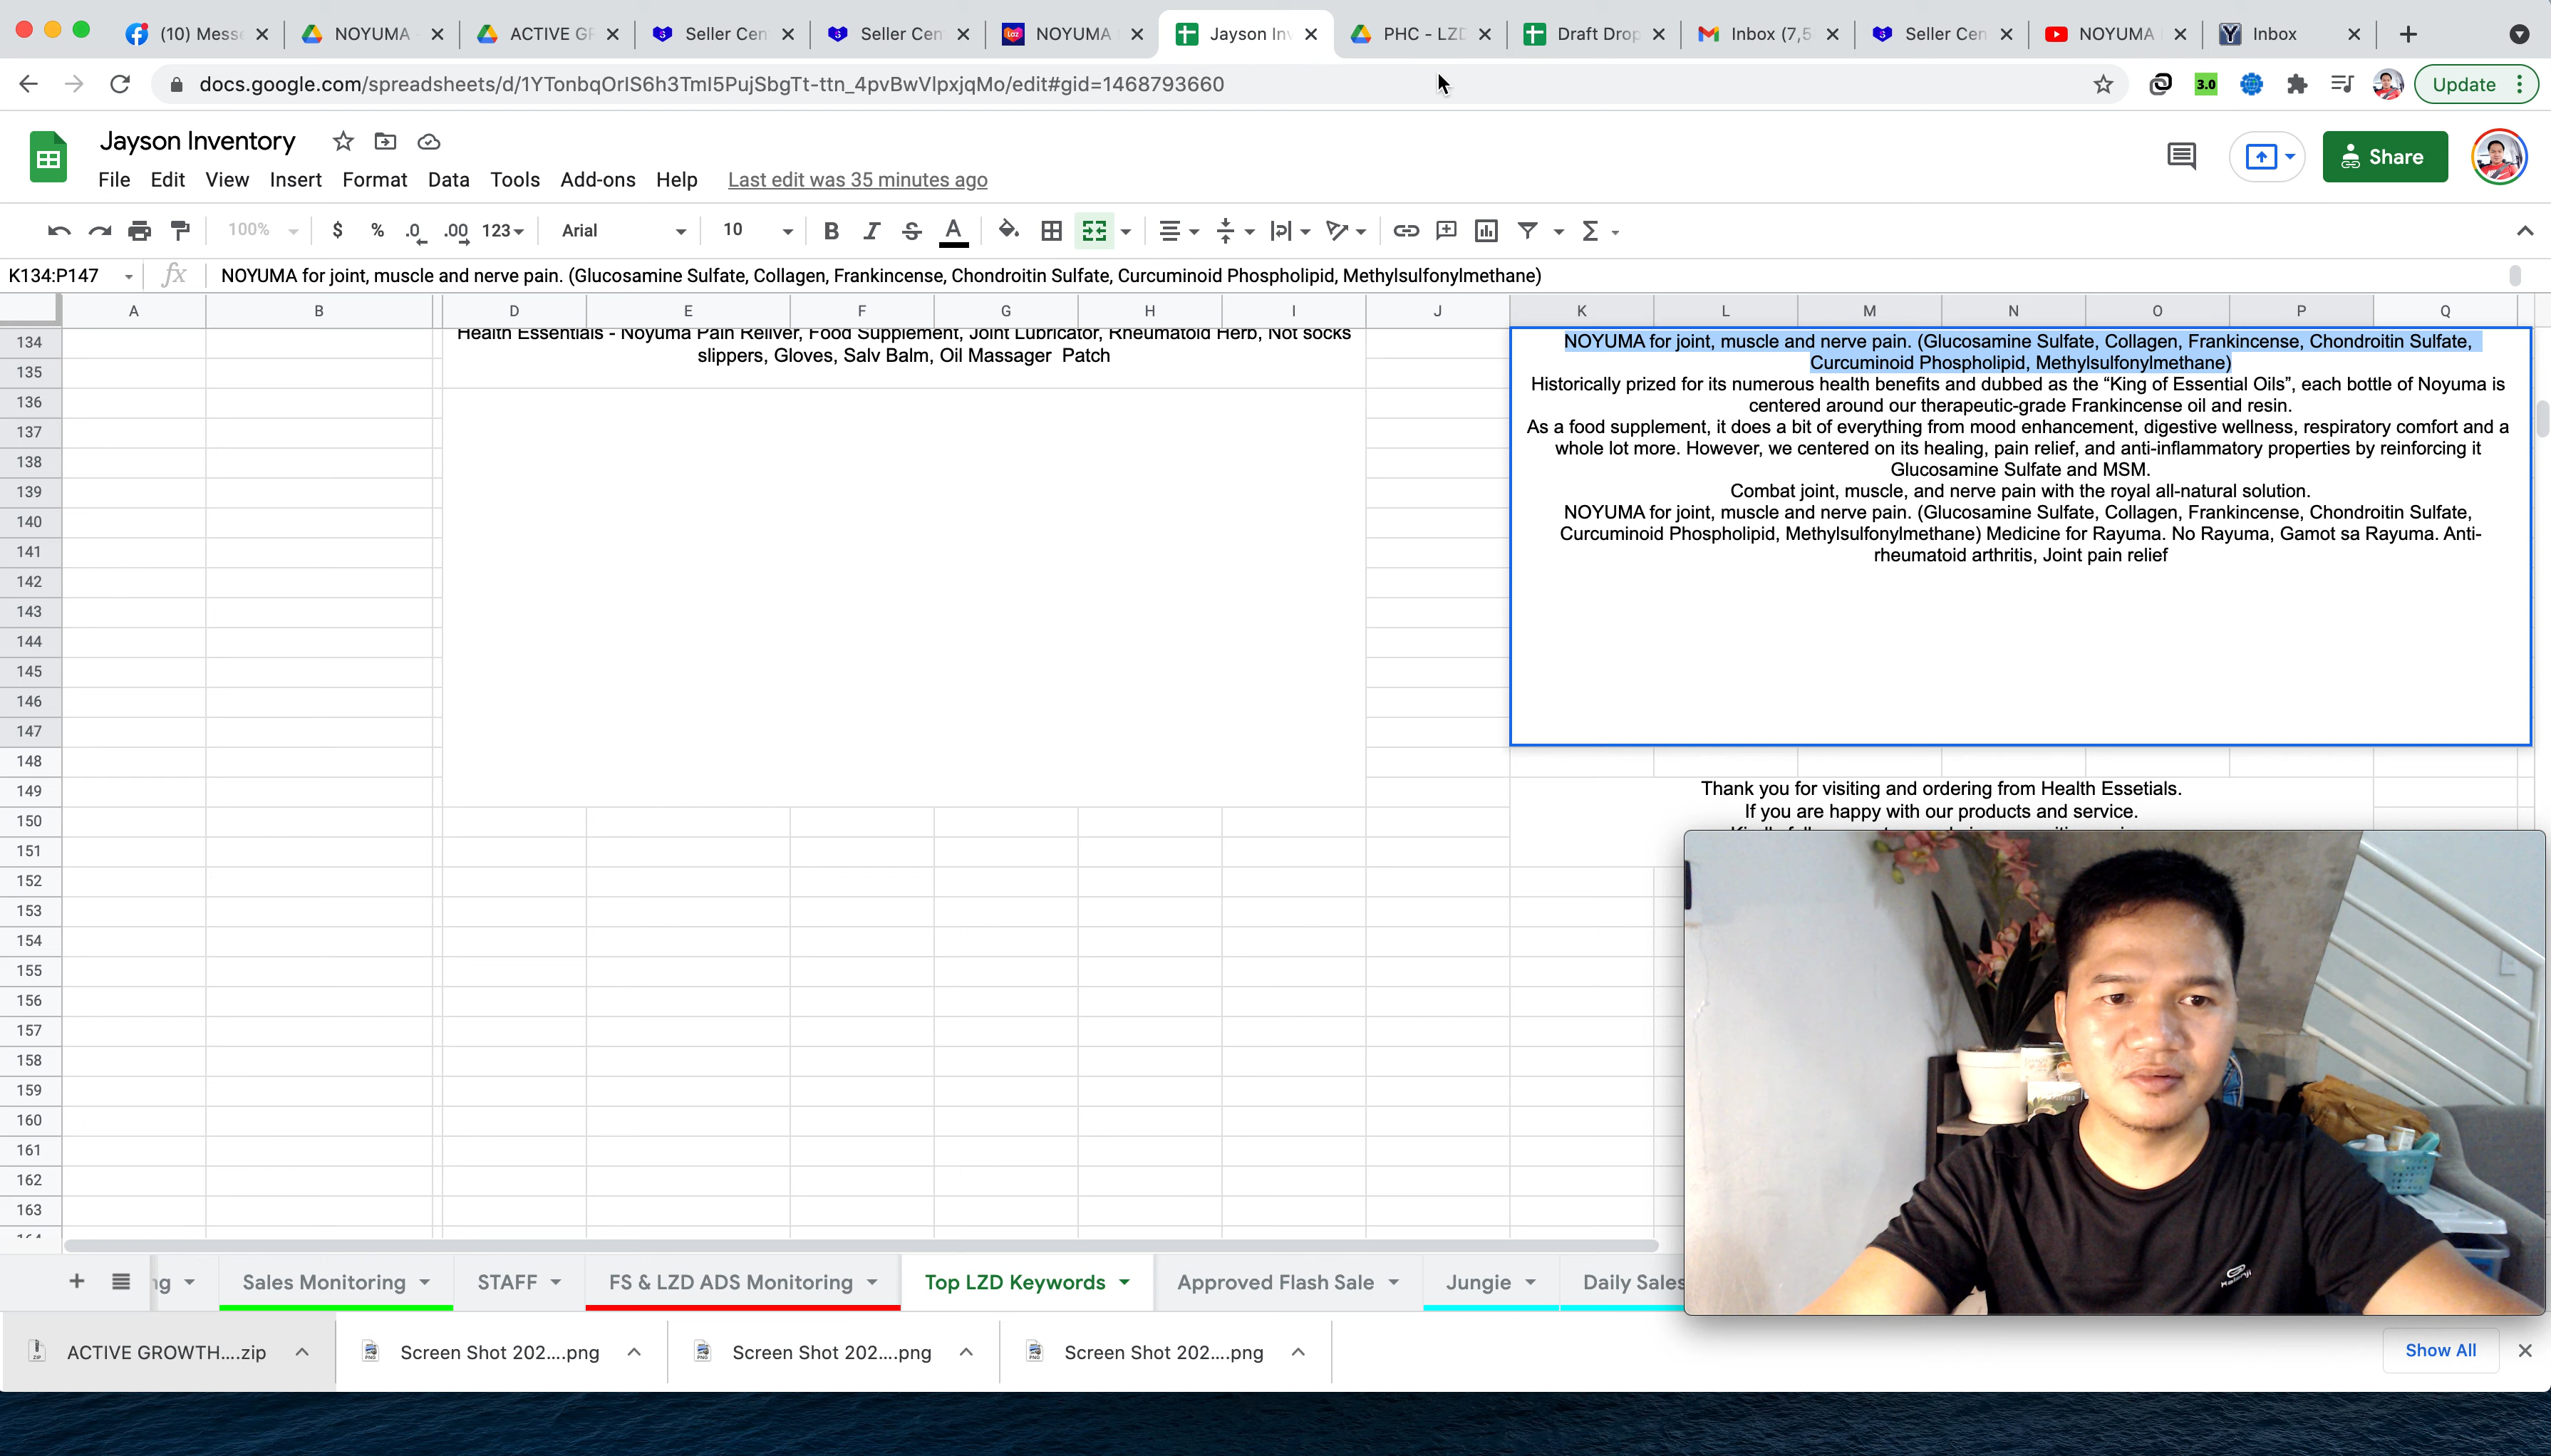 (10) Mess
NOYUMA
ACTIVE GR
Seller Cen
Seller Cen
NOYUMA
Jayson In
PHC - LZD
Draft Drop
Inbox (7,5
Seller Cen
NOYUMA
Inbox
docs.google.com/spreadsheets/d/1YTonbqOrIS6h3TmI5PujSbgTt-ttn_4pvBwVlpxjqMo/edit#gid=1468793660
3.0
Update
Jayson Inventory
File Edit View Insert Format Data Tools Add-ons Help Last edit was 35 minutes ago
Share
100% $ % .0 .00 123 Arial 10 B I S A
K134:P147 fx NOYUMA for joint, muscle and nerve pain. (Glucosamine Sulfate, Collagen, Frankincense, Chondroitin Sulfate, Curcuminoid Phospholipid, Methylsulfonylmethane)
A B D E F G H I J K L M N O P Q
134
135
136
137
138
139
140
141
142
143
144
145
146
147
148
149
150
151
152
153
154
155
156
157
158
159
160
161
162
163
Health Essentials - Noyuma Pain Reliver, Food Supplement, Joint Lubricator, Rheumatoid Herb, Not socks
slippers, Gloves, Salv Balm, Oil Massager Patch
NOYUMA for joint, muscle and nerve pain. (Glucosamine Sulfate, Collagen, Frankincense, Chondroitin Sulfate,
Curcuminoid Phospholipid, Methylsulfonylmethane)
Historically prized for its numerous health benefits and dubbed as the “King of Essential Oils”, each bottle of Noyuma is
centered around our therapeutic-grade Frankincense oil and resin.
As a food supplement, it does a bit of everything from mood enhancement, digestive wellness, respiratory comfort and a
whole lot more. However, we centered on its healing, pain relief, and anti-inflammatory properties by reinforcing it
Glucosamine Sulfate and MSM.
Combat joint, muscle, and nerve pain with the royal all-natural solution.
NOYUMA for joint, muscle and nerve pain. (Glucosamine Sulfate, Collagen, Frankincense, Chondroitin Sulfate,
Curcuminoid Phospholipid, Methylsulfonylmethane) Medicine for Rayuma. No Rayuma, Gamot sa Rayuma. Anti-
rheumatoid arthritis, Joint pain relief
Thank you for visiting and ordering from Health Essetials.
If you are happy with our products and service.
ng
Sales Monitoring
STAFF
FS & LZD ADS Monitoring
Top LZD Keywords
Approved Flash Sale
Jungie
Daily Sales
ACTIVE GROWTH....zip
Screen Shot 202....png
Screen Shot 202....png
Screen Shot 202....png
Show All